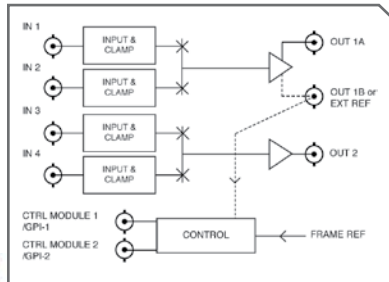 IN 1
INPUT &
CLAMP
OUT 1A
IN 2
INPUT &
CLAMP
OUT 1B or
EXT REF
IN 3
INPUT &
CLAMP
IN 4
INPUT &
CLAMP
OUT 2
CTRL MODULE 1
/GPI-1
CONTROL
FRAME REF
CTRL MODULE 2
/GPI-2